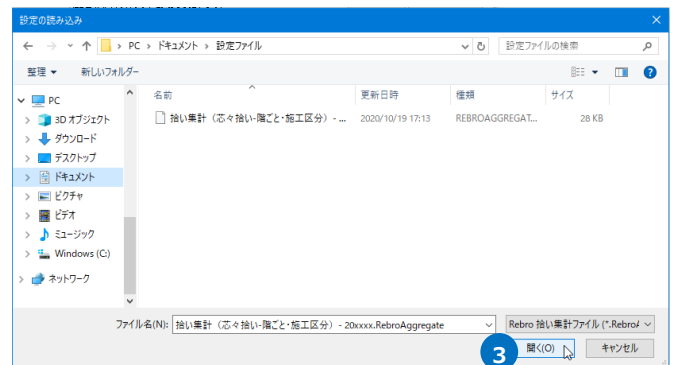 設定の読み込み
PC › ドキュメント › 設定ファイル
設定ファイルの検索
整理 新しいフォルダー
名前 更新日時 種類 サイズ
PC
3D オブジェクト
ダウンロード
デスクトップ
ドキュメント
ピクチャ
ビデオ
ミュージック
Windows (C:)
ネットワーク
拾い集計（芯々拾い-階ごと・施工区分）- ... 2020/10/19 17:13 REBROAGGREGAT... 28 KB
ファイル名(N): 拾い集計（芯々拾い-階ごと・施工区分）- 20xxxx.RebroAggregate Rebro 拾い集計ファイル (*.Rebro
3 開く(O) キャンセル